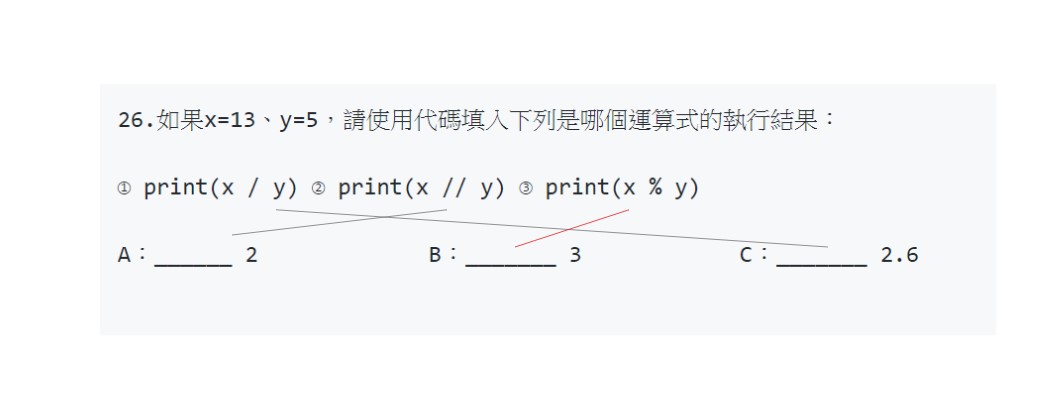 26.如果x=13、y=5，請使用代碼填入下列是哪個運算式的執行結果：
① print(x / y) ② print(x // y) ③ print(x % y)
A：______ 2 B：_______ 3 C：_______ 2.6